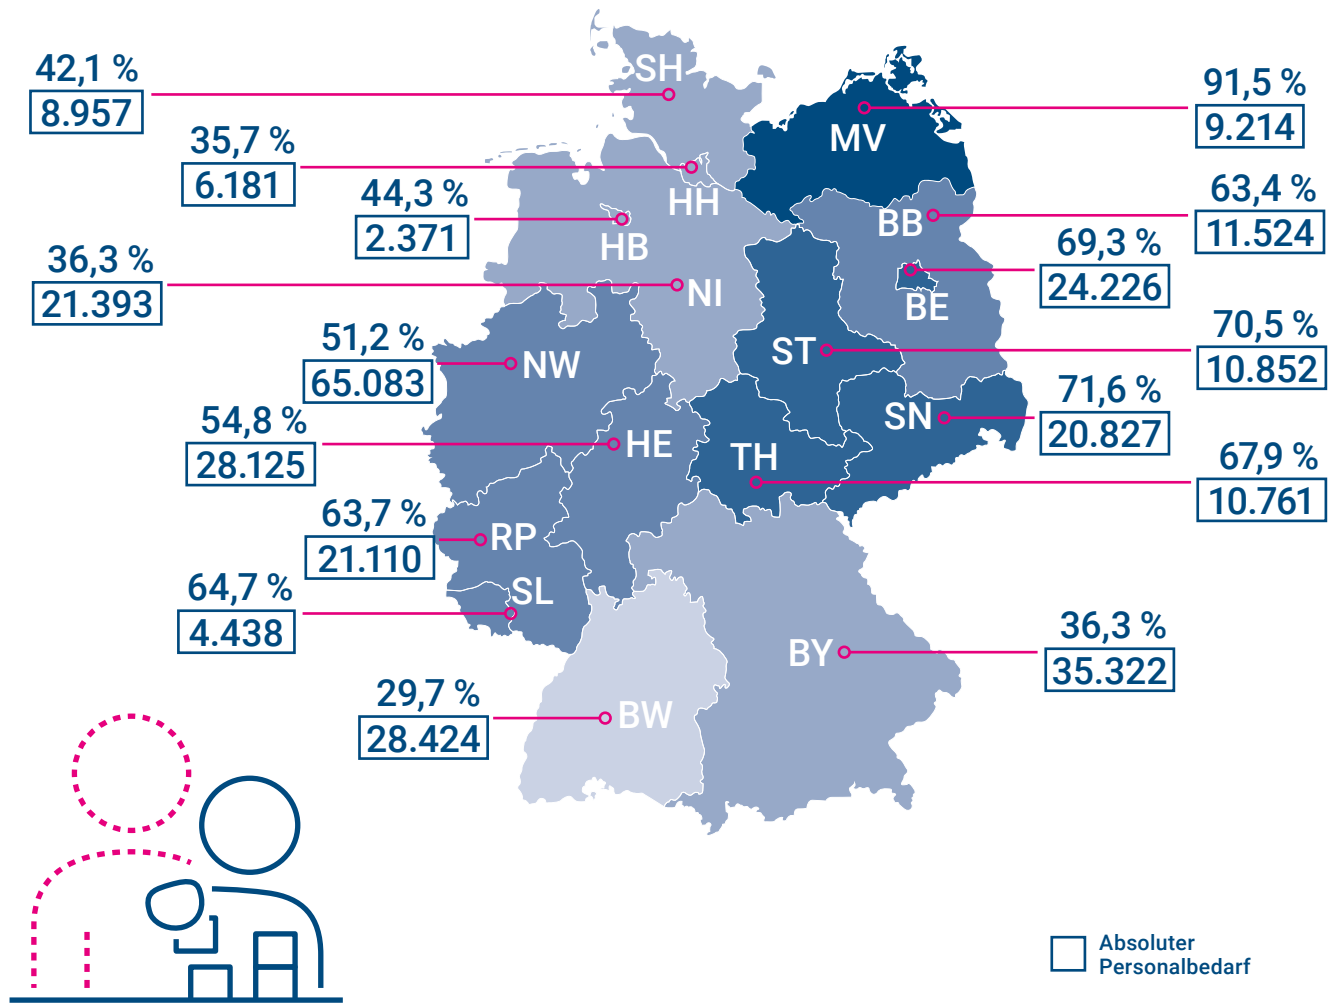 42,1 %
8.957
SH
91,5 %
9.214
MV
35,7 %
6.181
HH
44,3 %
2.371
HB
63,4 %
11.524
BB
69,3 %
24.226
BE
36,3 %
21.393
NI
51,2 %
65.083
NW
70,5 %
10.852
ST
71,6 %
20.827
SN
54,8 %
28.125
HE
67,9 %
10.761
TH
63,7 %
21.110
RP
64,7 %
4.438
SL
36,3 %
35.322
BY
29,7 %
28.424
BW
Absoluter
Personalbedarf